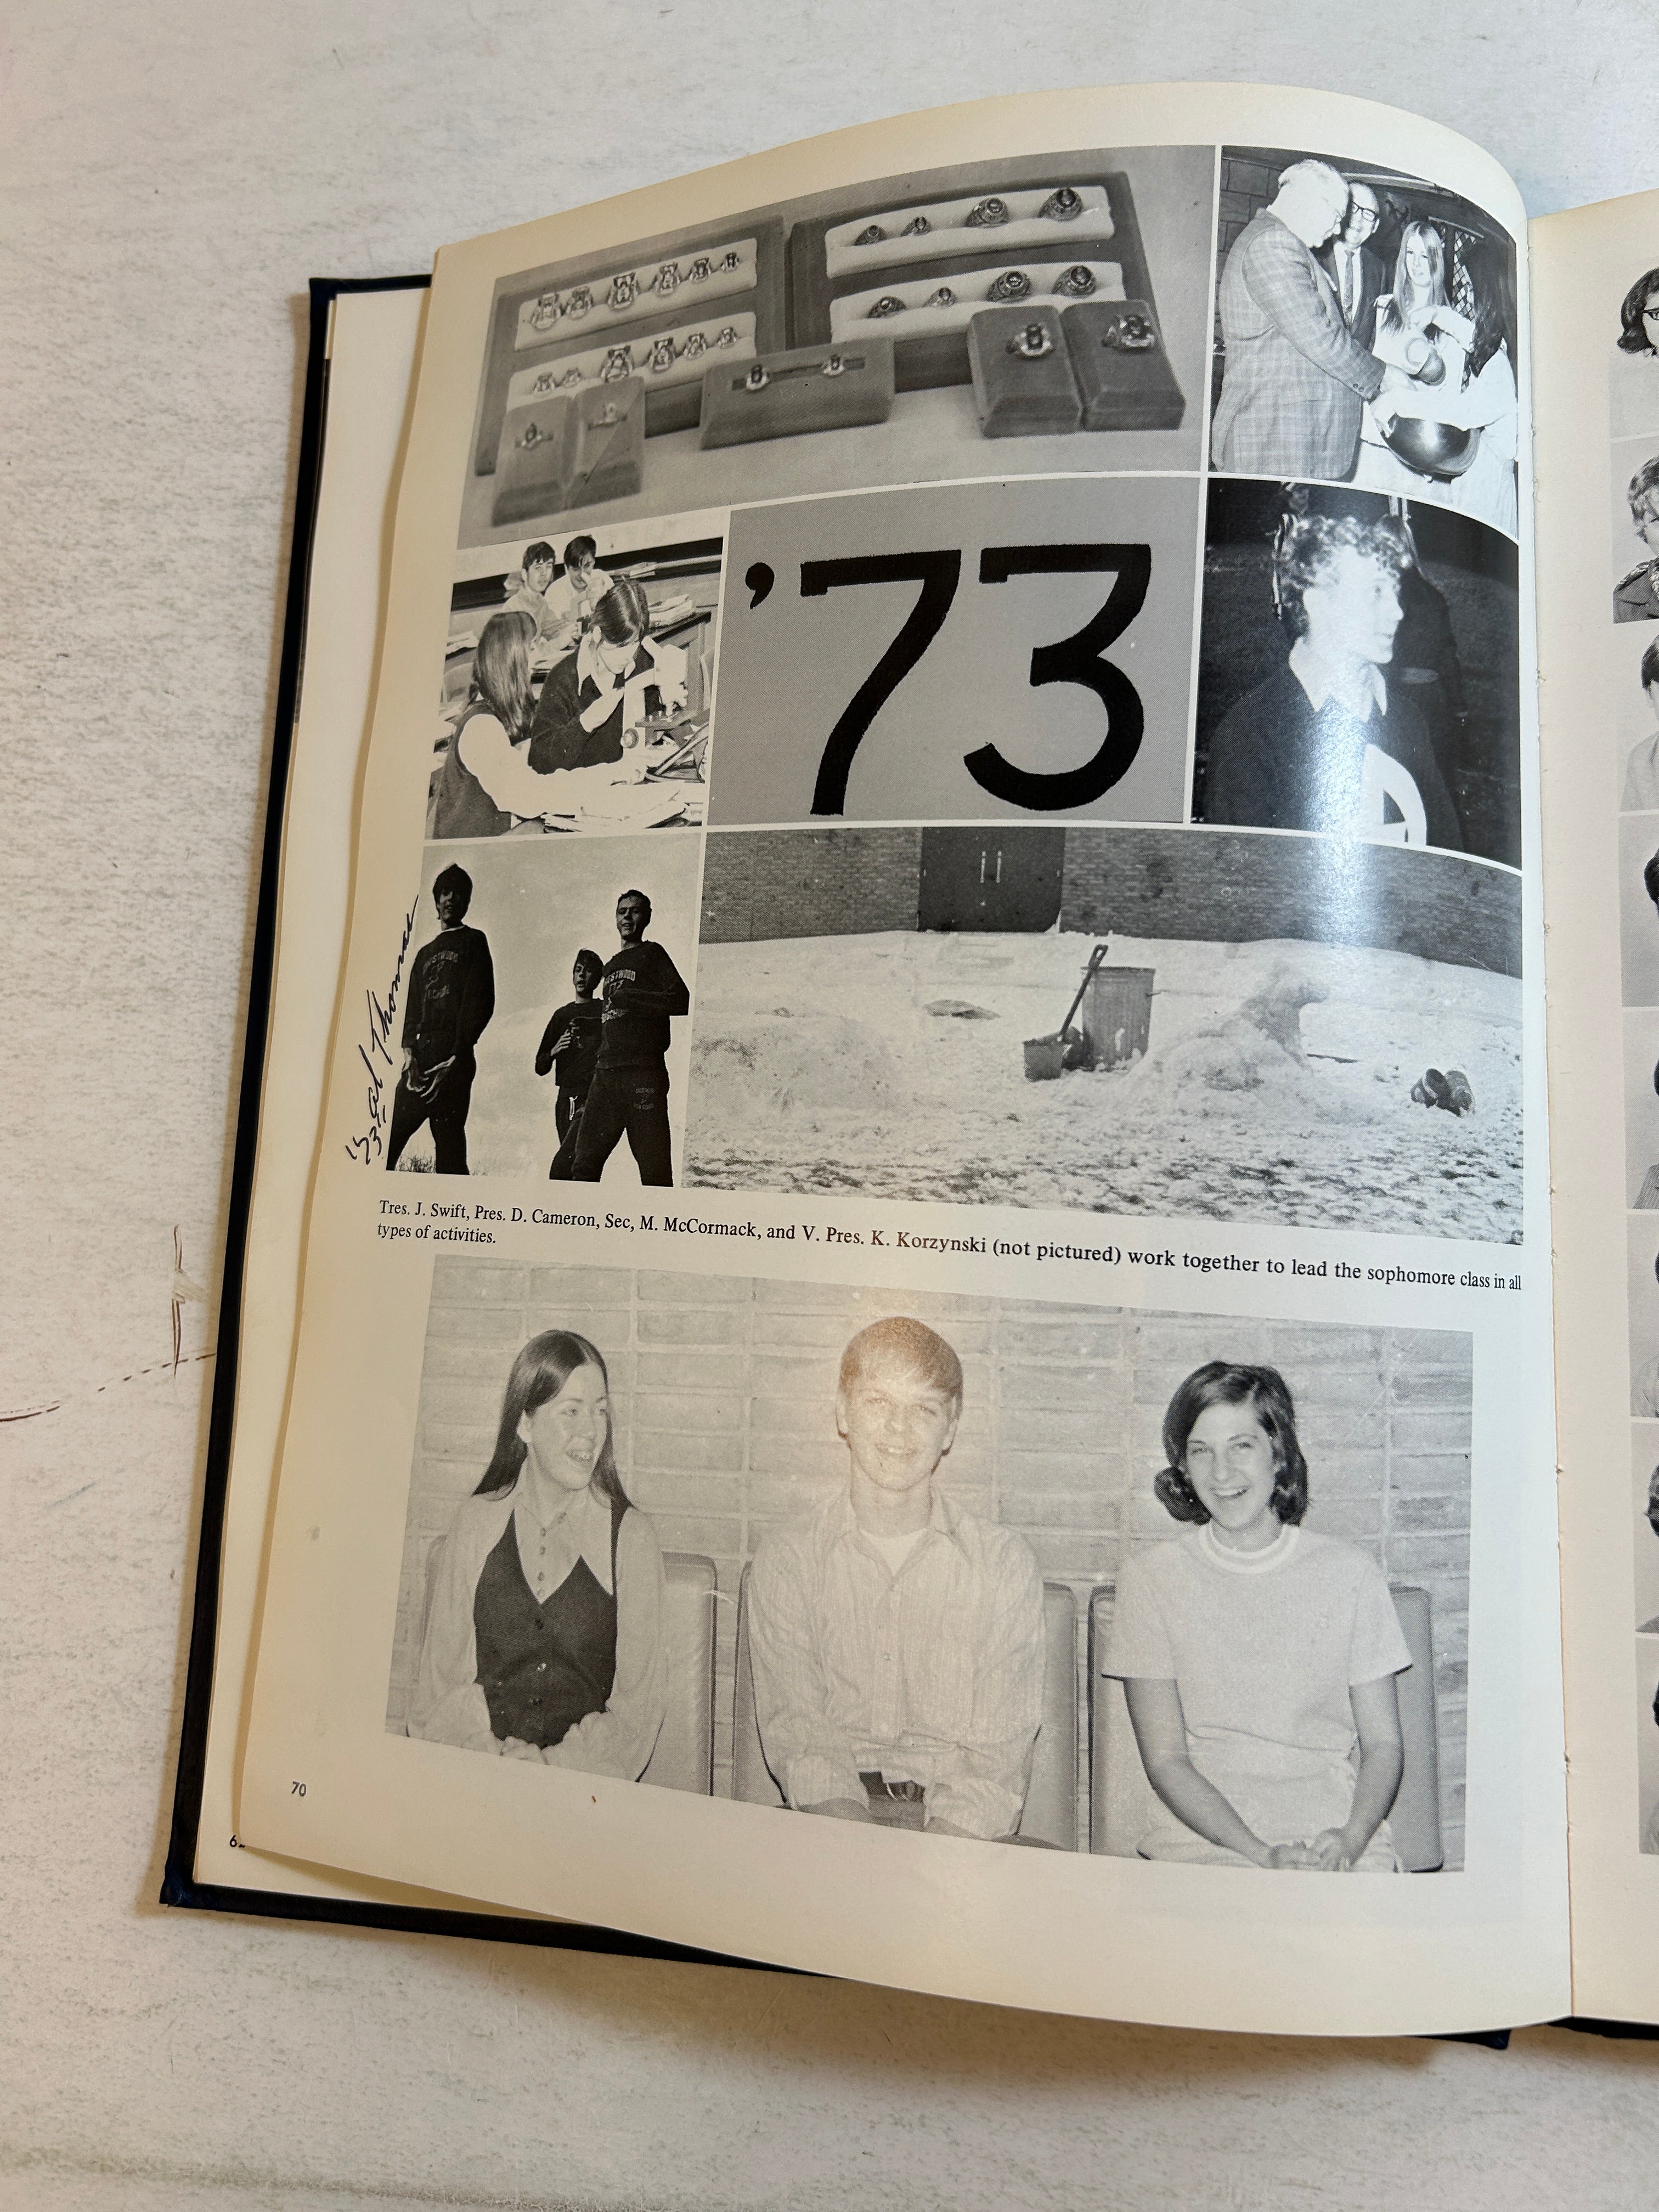 '73
WESTWOOD
Tres. J. Swift, Pres. D. Cameron, Sec, M. McCormack, and V. Pres. K. Korzynski (not pictured) work together to lead the sophomore class in all
types of activities.
70